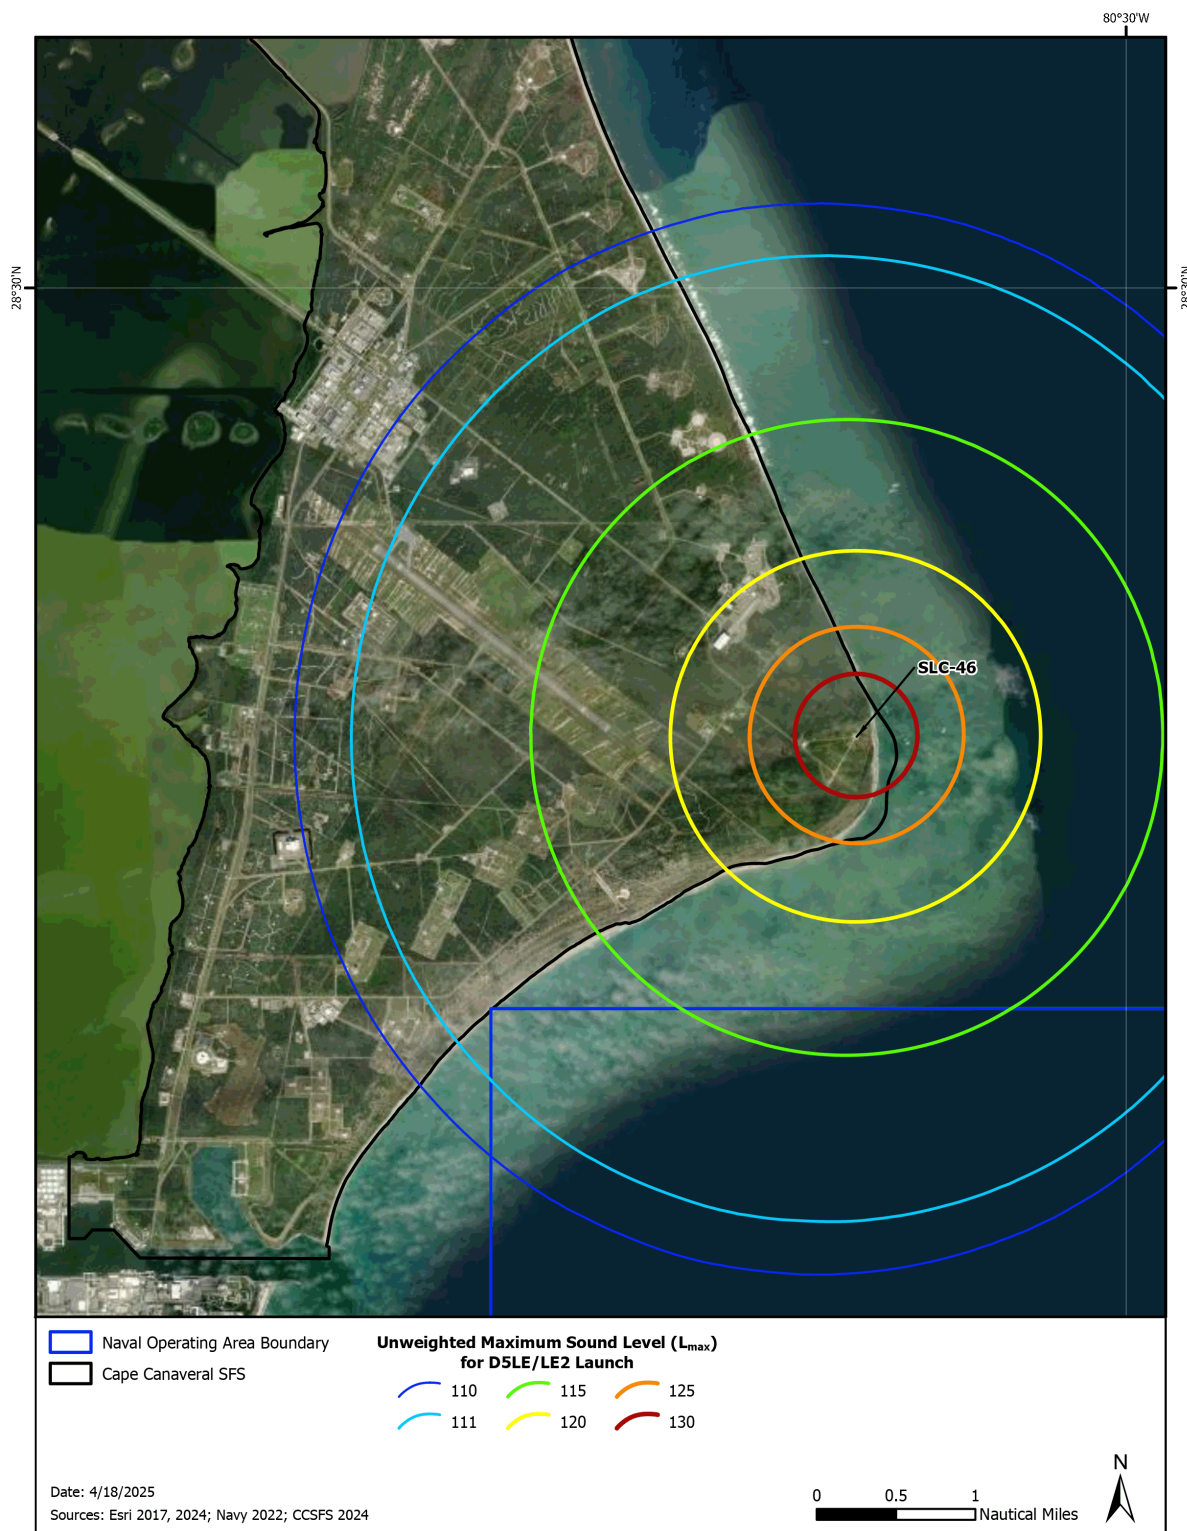 80°30'W
28°30'N
28°30'N
SLC-46
Naval Operating Area Boundary
Cape Canaveral SFS
Unweighted Maximum Sound Level (Lmax)
for D5LE/LE2 Launch
110
115
125
111
120
130
N
Date: 4/18/2025
Sources: Esri 2017, 2024; Navy 2022; CCSFS 2024
0
0.5
1
Nautical Miles